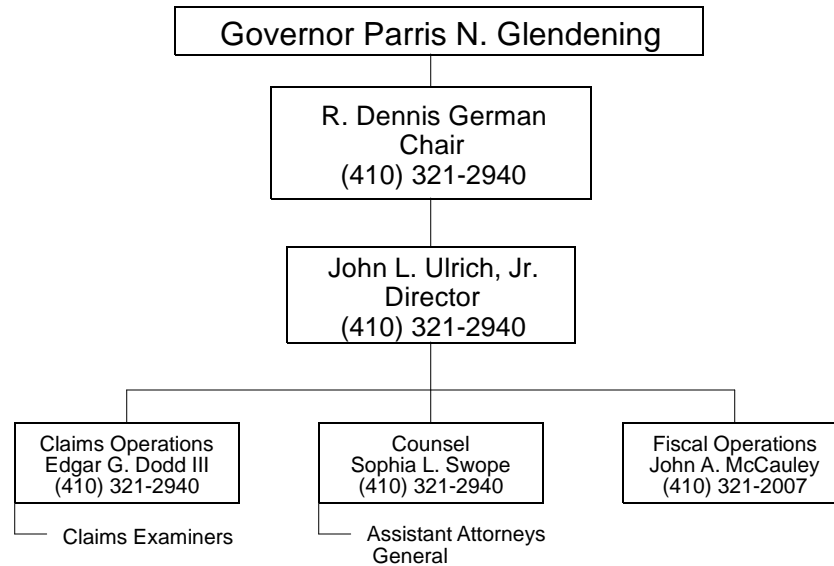 Governor Parris N. Glendening
R. Dennis German
Chair
(410) 321-2940
John L. Ulrich, Jr.
Director
(410) 321-2940
Claims Operations
Edgar G. Dodd III
(410) 321-2940
Claims Examiners
Counsel
Sophia L. Swope
(410) 321-2940
Assistant Attorneys
General
Fiscal Operations
John A. McCauley
(410) 321-2007